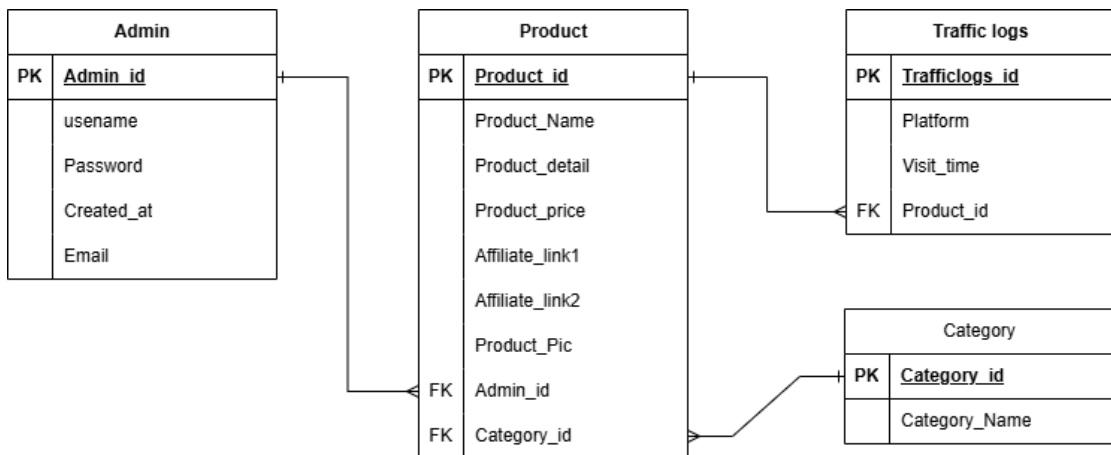 Admin
PK Admin_id
usename
Password
Created_at
Email
Product
PK Product_id
Product_Name
Product_detail
Product_price
Affiliate_link1
Affiliate_link2
Product_Pic
FK Admin_id
FK Category_id
Traffic logs
PK Trafficlogs_id
Platform
Visit_time
FK Product_id
Category
PK Category_id
Category_Name